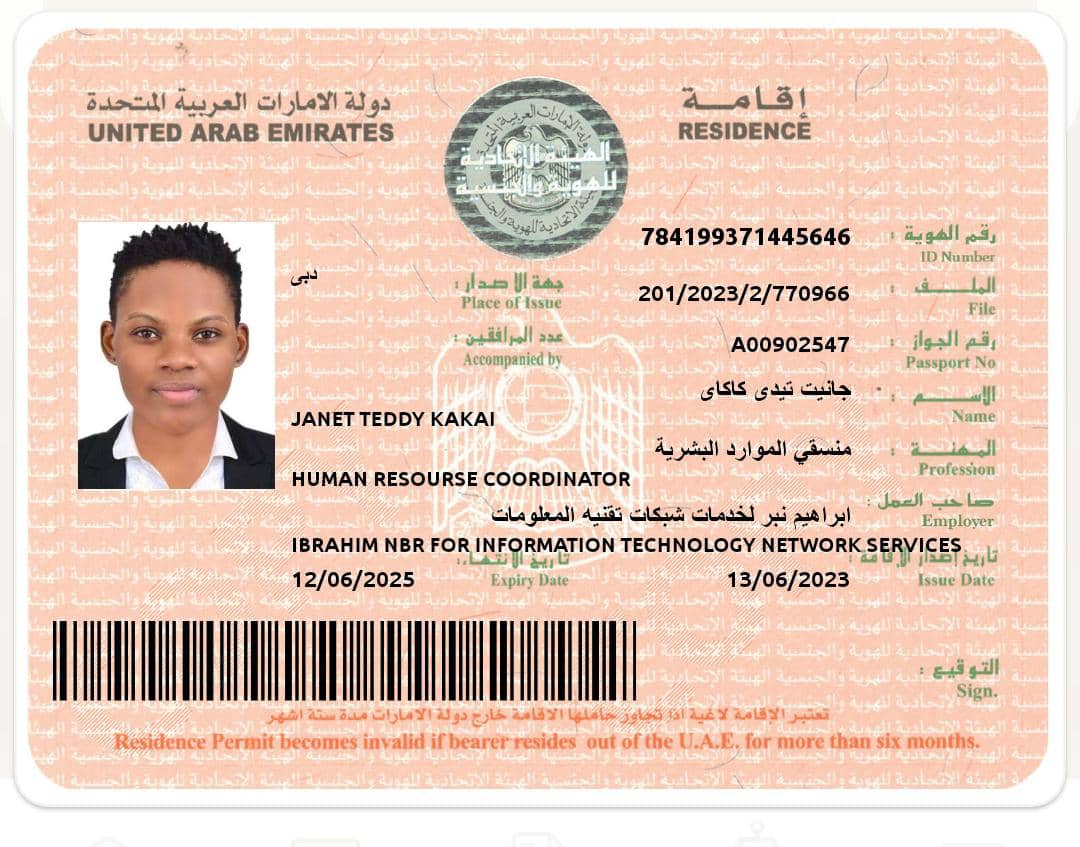 دولة الامارات العربية المتحدة
UNITED ARAB EMIRATES
إقامة
RESIDENCE
الهيئة الاتحادية
للهوية والجنسية
784199371445646
رقم الهوية :
ID Number
دبى
جهة الاصدار :
Place of Issue
201/2023/2/770966
الملف :
File
عدد المرافقين :
Accompanied by
A00902547
رقم الجواز :
Passport No
جانيت تيدى كاكاى
الاسم :
JANET TEDDY KAKAI
Name
منسقي الموارد البشرية
المهنة :
HUMAN RESOURSE COORDINATOR
Profession
ابراهيم نبر لخدمات شبكات تقنيه المعلومات
صاحب العمل :
Employer
IBRAHIM NBR FOR INFORMATION TECHNOLOGY NETWORK SERVICES
تاريخ الانتهاء :
تاريخ إصدار الإقامة :
12/06/2025
Expiry Date
13/06/2023
Issue Date
التوقيع :
Sign.
تعتبر الاقامة لاغية اذا تجاوز حاملها الاقامة خارج دولة الامارات مدة ستة اشهر
Residence Permit becomes invalid if bearer resides out of the U.A.E. for more than six months.